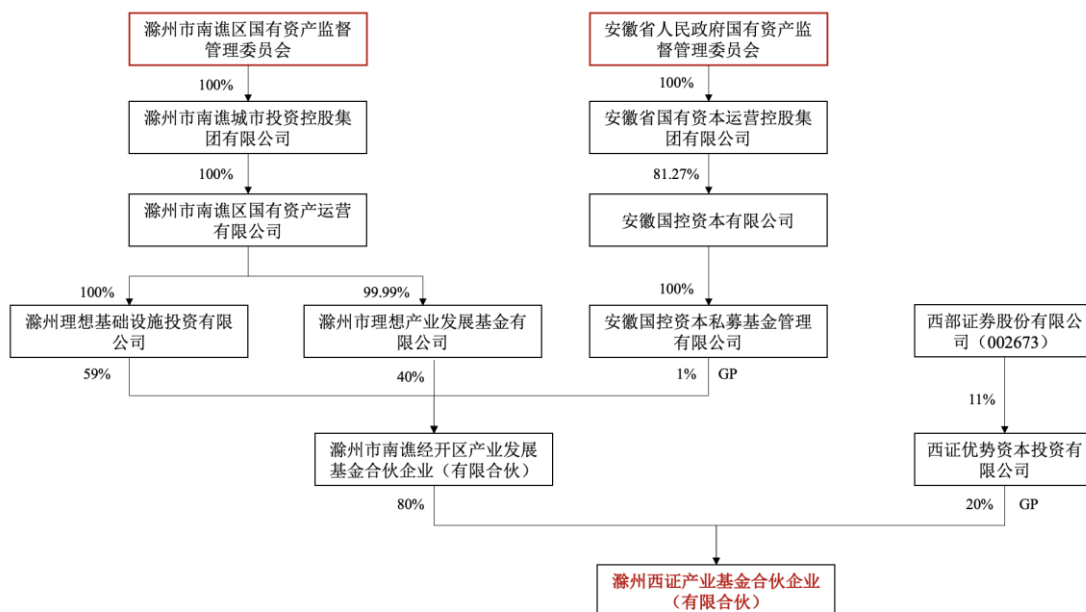 滁州市南谯区国有资产监督
管理委员会
安徽省人民政府国有资产监
督管理委员会
100%
100%
滁州市南谯城市投资控股集
团有限公司
安徽省国有资本运营控股集
团有限公司
100%
81.27%
滁州市南谯区国有资产运营
有限公司
安徽国控资本有限公司
100%
99.99%
100%
滁州理想基础设施投资有限
公司
滁州市理想产业发展基金有
限公司
安徽国控资本私募基金管理
有限公司
西部证券股份有限公
司（002673）
59%
40%
1% GP
11%
滁州市南谯经开区产业发展
基金合伙企业（有限合伙）
西证优势资本投资有
限公司
80%
20% GP
滁州西证产业基金合伙企业
（有限合伙）